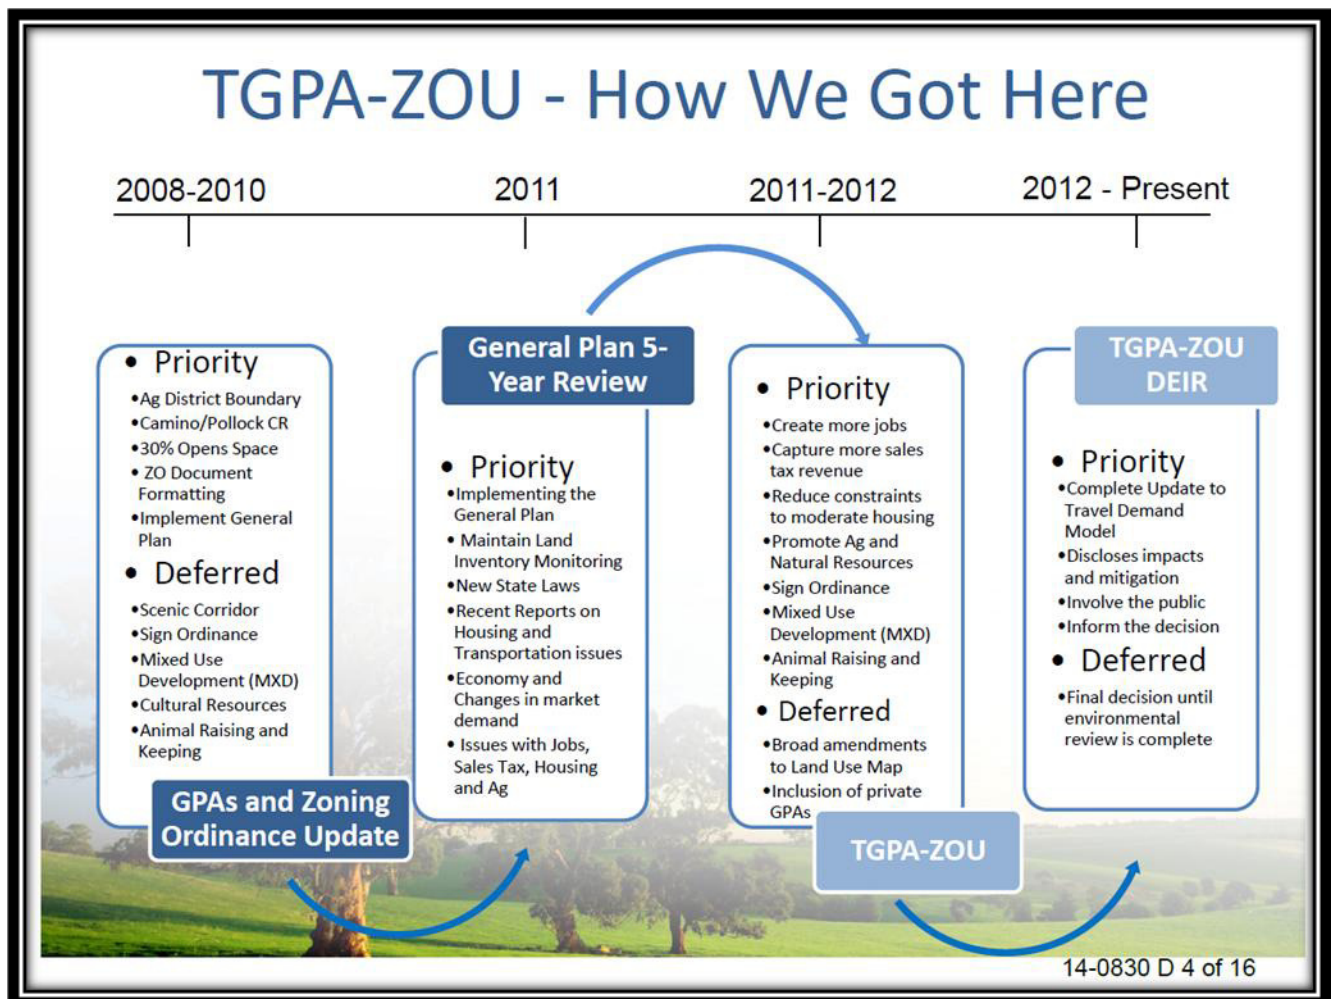 TGPA-ZOU - How We Got Here
2008-2010
2011
2011-2012
2012 - Present
• Priority
•Ag District Boundary
•Camino/Pollock CR
•30% Opens Space
• ZO Document
Formatting
•Implement General
Plan
• Deferred
•Scenic Corridor
•Sign Ordinance
•Mixed Use
Development (MXD)
•Cultural Resources
•Animal Raising and
Keeping
GPAs and Zoning
Ordinance Update
General Plan 5-
Year Review
• Priority
•Implementing the
General Plan
• Maintain Land
Inventory Monitoring
•New State Laws
•Recent Reports on
Housing and
Transportation issues
•Economy and
Changes in market
demand
• Issues with Jobs,
Sales Tax, Housing
and Ag
• Priority
•Create more jobs
•Capture more sales
tax revenue
•Reduce constraints
to moderate housing
•Promote Ag and
Natural Resources
•Sign Ordinance
•Mixed Use
Development (MXD)
•Animal Raising and
Keeping
• Deferred
•Broad amendments
to Land Use Map
•Inclusion of private
GPAs
TGPA-ZOU
TGPA-ZOU
DEIR
• Priority
•Complete Update to
Travel Demand
Model
•Discloses impacts
and mitigation
•Involve the public
•Inform the decision
• Deferred
•Final decision until
environmental
review is complete
14-0830 D 4 of 16